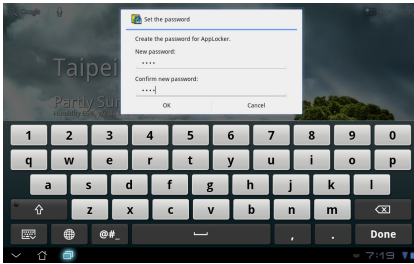 Set the password
Create the password for AppLocker.
New password:
••••
Confirm new password:
••••
OK Cancel
Taipei
Partly Sun
1 2 3 4 5 6 7 8 9 0
q w e r t y u i o p
a s d f g h j k l
z x c v b n m
@#_ , . Done
7:19